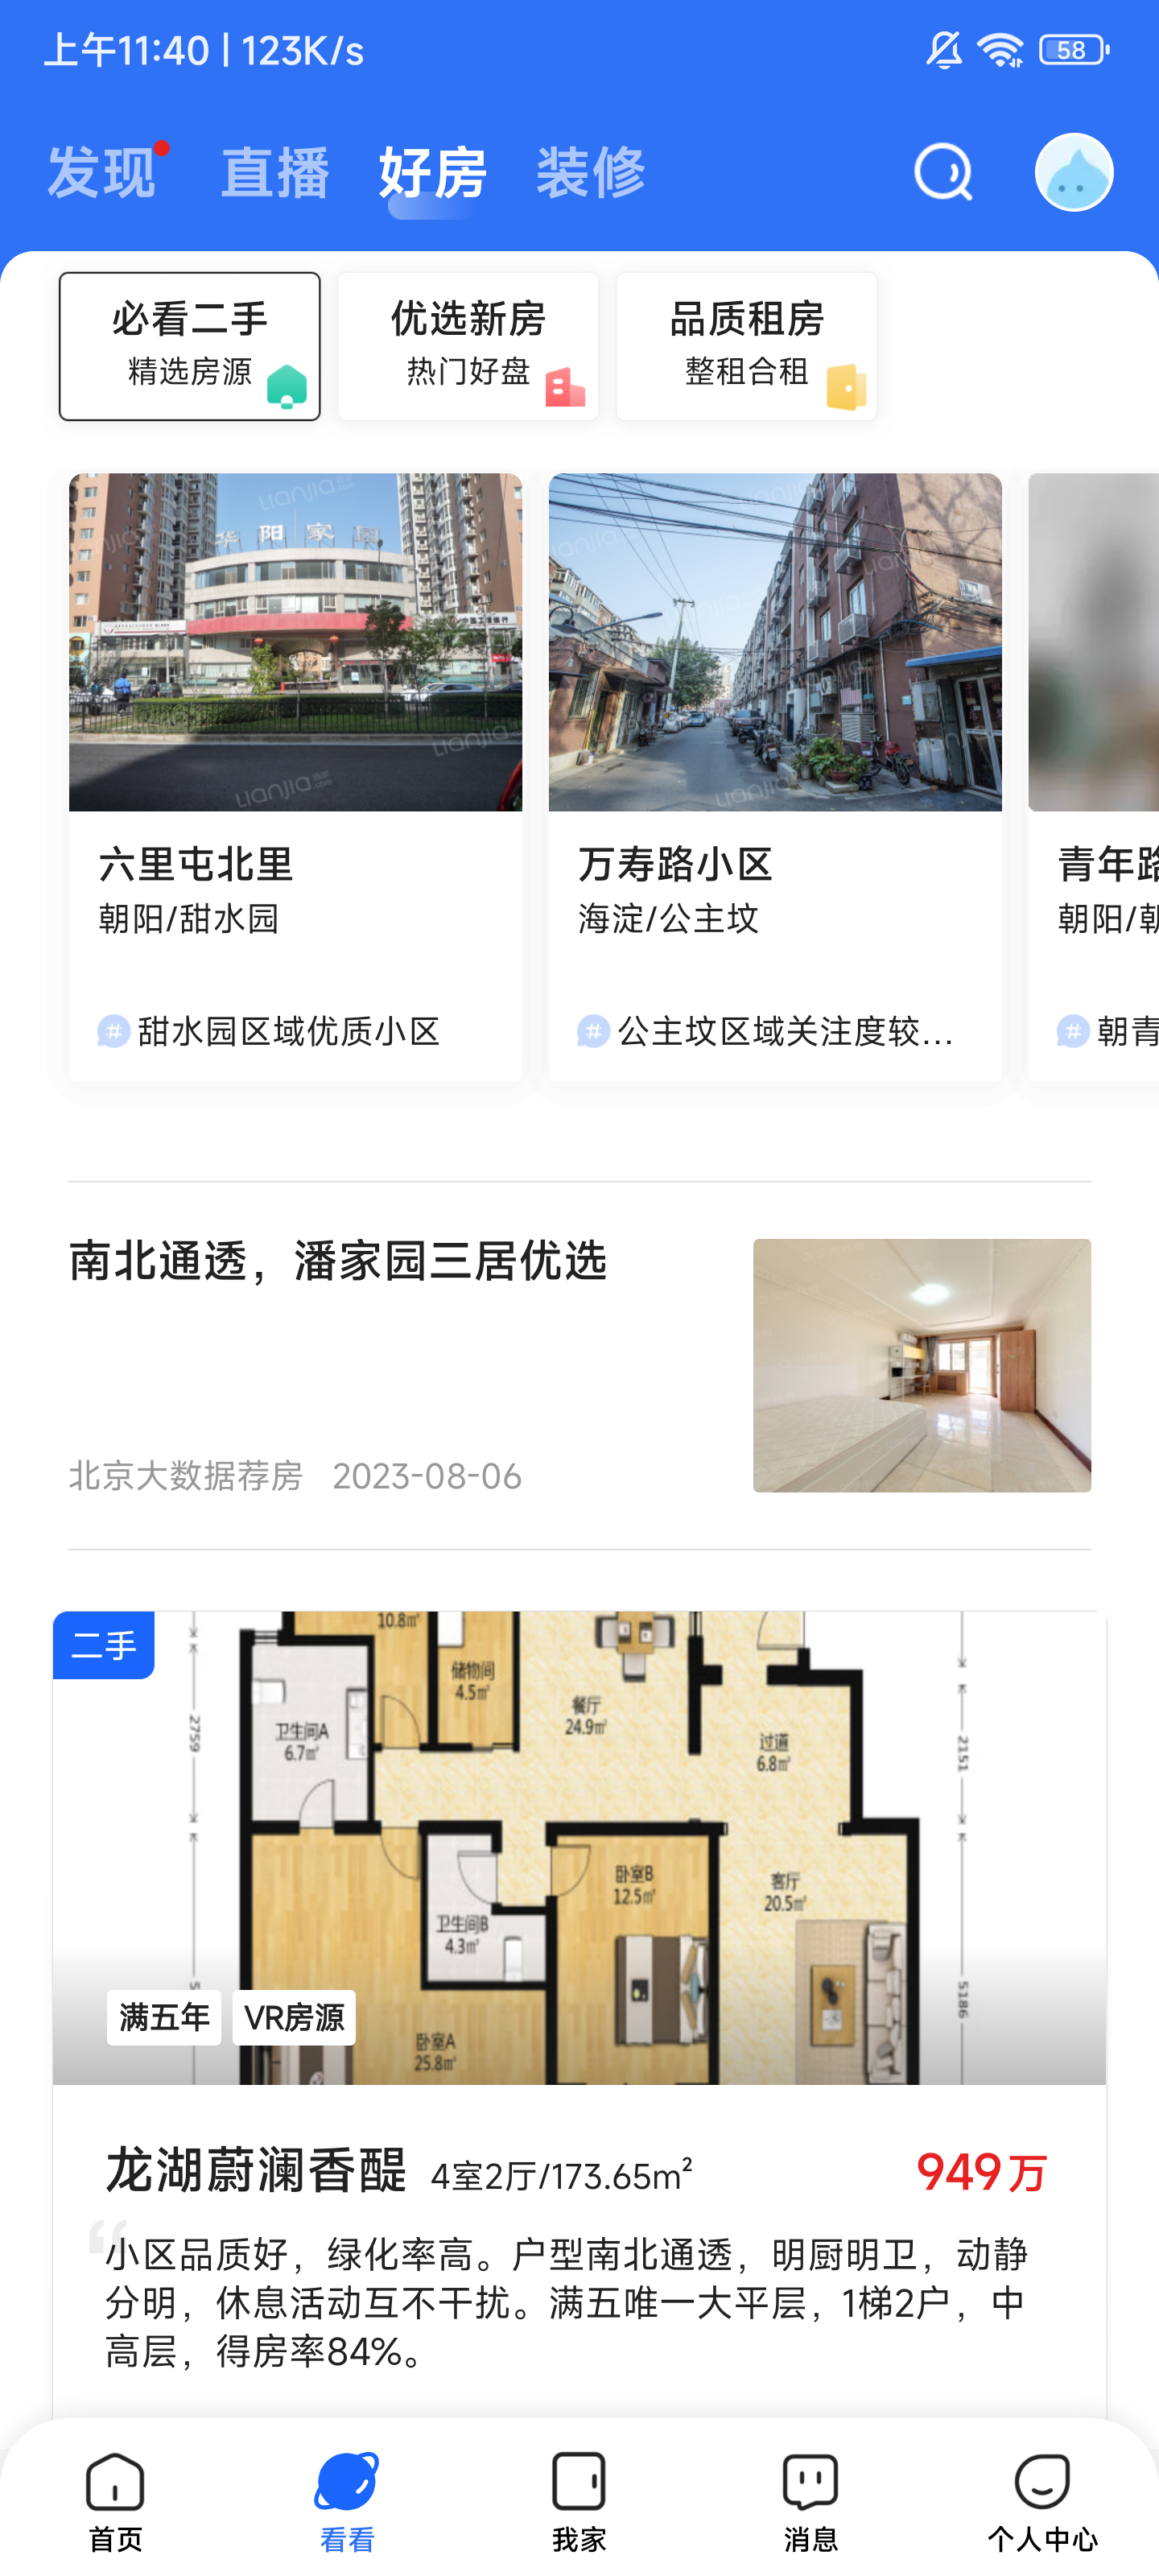 上午11:40 | 123K/s
58
发现 直播 好房 装修
必看二手
精选房源
优选新房
热门好盘
品质租房
整租合租
华阳家园
Lianjia.com
六里屯北里
朝阳/甜水园
甜水园区域优质小区
万寿路小区
海淀/公主坟
公主坟区域关注度较...
青年路
朝阳/朝
朝青
南北通透，潘家园三居优选
北京大数据荐房 2023-08-06
二手
10.8㎡
储物间
4.5㎡
餐厅
24.9㎡
卫生间A
6.7㎡
过道
6.8㎡
2759
2151
卧室B
12.5㎡
客厅
20.5㎡
卫生间B
4.3㎡
5186
卧室A
25.8㎡
满五年 VR房源
龙湖蔚澜香醍 4室2厅/173.65m²
949万
小区品质好，绿化率高。户型南北通透，明厨明卫，动静
分明，休息活动互不干扰。满五唯一大平层，1梯2户，中
高层，得房率84%。
首页 看看 我家 消息 个人中心